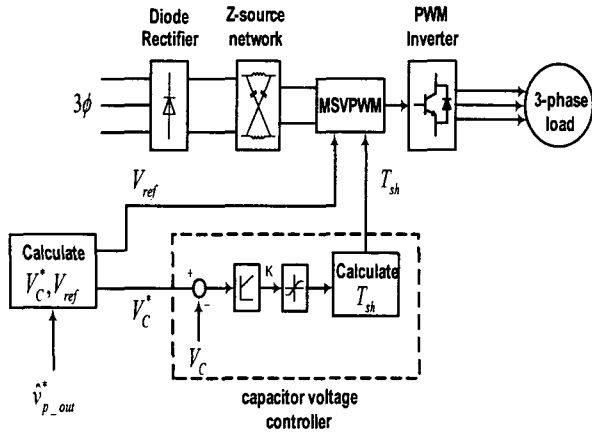 Diode
Rectifier
Z-source
network
PWM
Inverter
3ϕ
MSVPWM
3-phase
load
V_ref
T_sh
Calculate
V_C^*, V_ref
V_C^*
+
−
K
V_C
Calculate
T_sh
v̂_{p_out}^*
capacitor voltage
controller